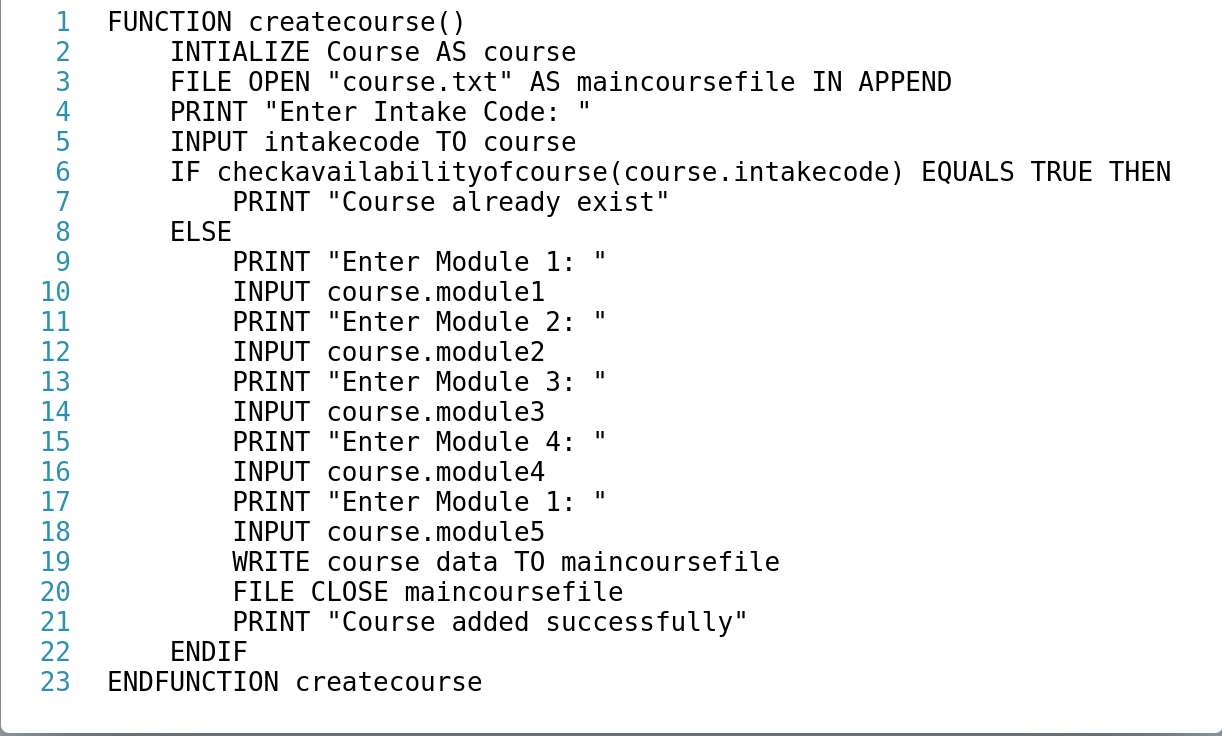 1 FUNCTION createcourse()
2 INTIALIZE Course AS course
3 FILE OPEN "course.txt" AS maincoursefile IN APPEND
4 PRINT "Enter Intake Code: "
5 INPUT intakecode TO course
6 IF checkavailabilityofcourse(course.intakecode) EQUALS TRUE THEN
7 PRINT "Course already exist"
8 ELSE
9 PRINT "Enter Module 1: "
10 INPUT course.module1
11 PRINT "Enter Module 2: "
12 INPUT course.module2
13 PRINT "Enter Module 3: "
14 INPUT course.module3
15 PRINT "Enter Module 4: "
16 INPUT course.module4
17 PRINT "Enter Module 1: "
18 INPUT course.module5
19 WRITE course data TO maincoursefile
20 FILE CLOSE maincoursefile
21 PRINT "Course added successfully"
22 ENDIF
23 ENDFUNCTION createcourse